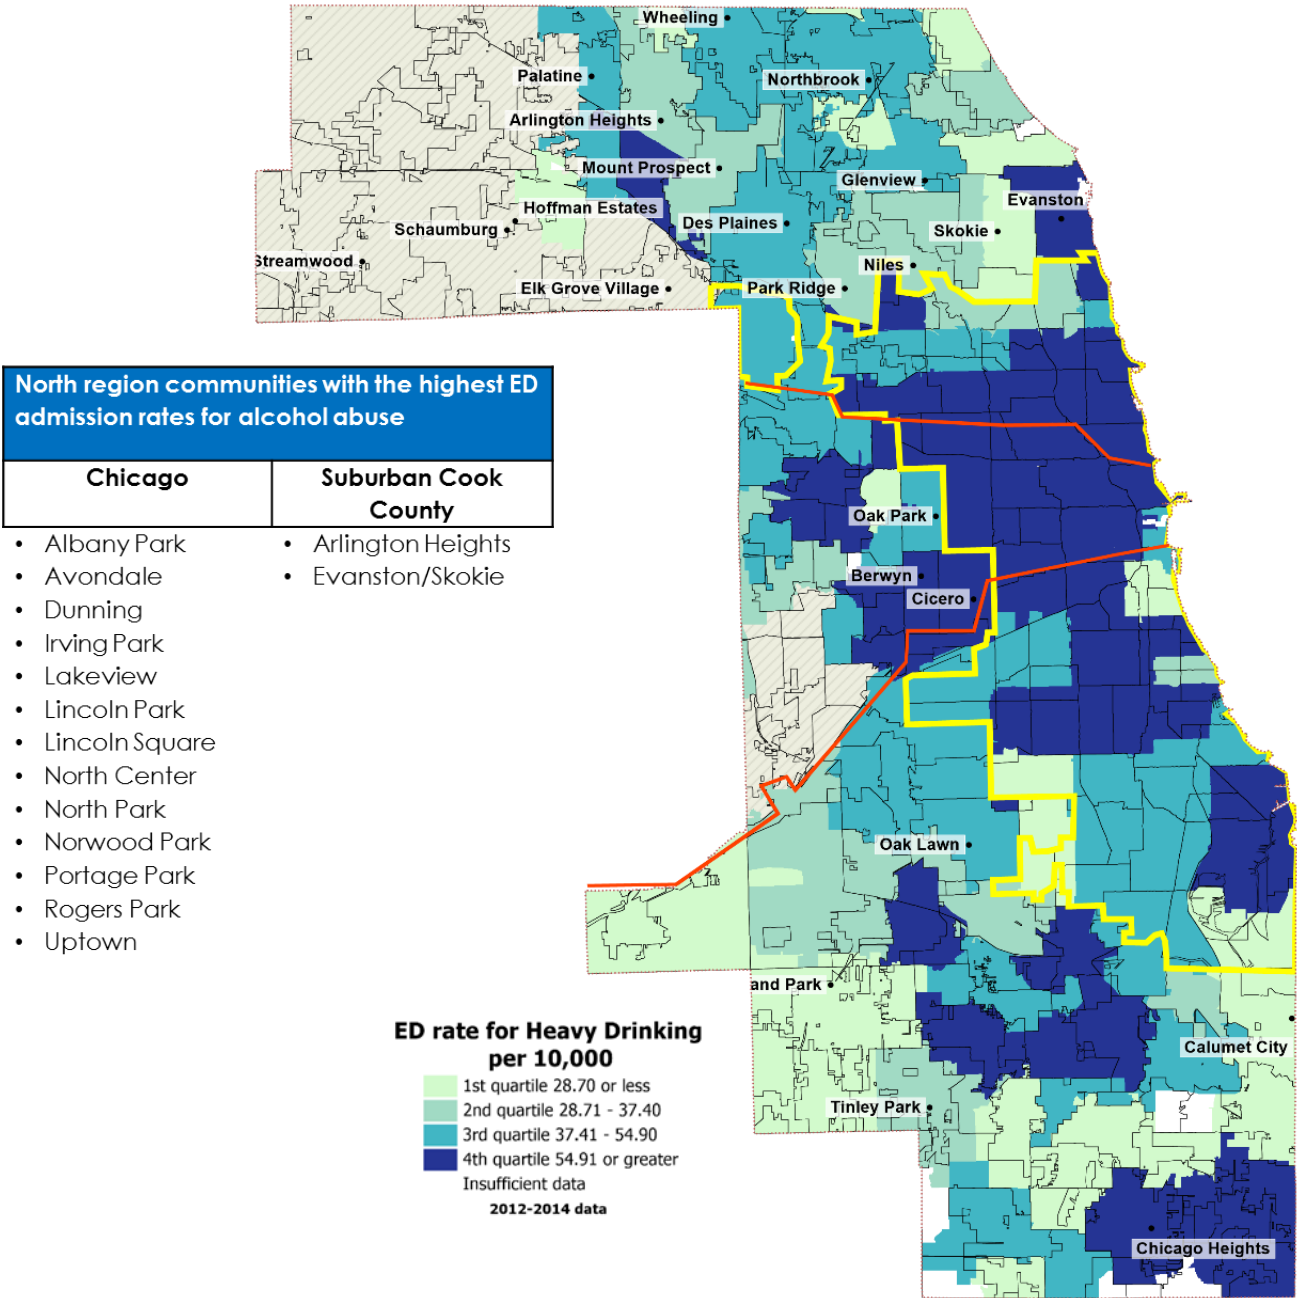 Wheeling
Palatine
Northbrook
Arlington Heights
Mount Prospect
Glenview
Evanston
Hoffman Estates
Des Plaines
Schaumburg
Skokie
Streamwood
Niles
Elk Grove Village
Park Ridge
North region communities with the highest ED
admission rates for alcohol abuse
Chicago
Suburban Cook
County
• Albany Park
• Avondale
• Dunning
• Irving Park
• Lakeview
• Lincoln Park
• Lincoln Square
• North Center
• North Park
• Norwood Park
• Portage Park
• Rogers Park
• Uptown
• Arlington Heights
• Evanston/Skokie
Oak Park
Berwyn
Cicero
Oak Lawn
and Park
Calumet City
Tinley Park
Chicago Heights
ED rate for Heavy Drinking
per 10,000
1st quartile 28.70 or less
2nd quartile 28.71 - 37.40
3rd quartile 37.41 - 54.90
4th quartile 54.91 or greater
Insufficient data
2012-2014 data